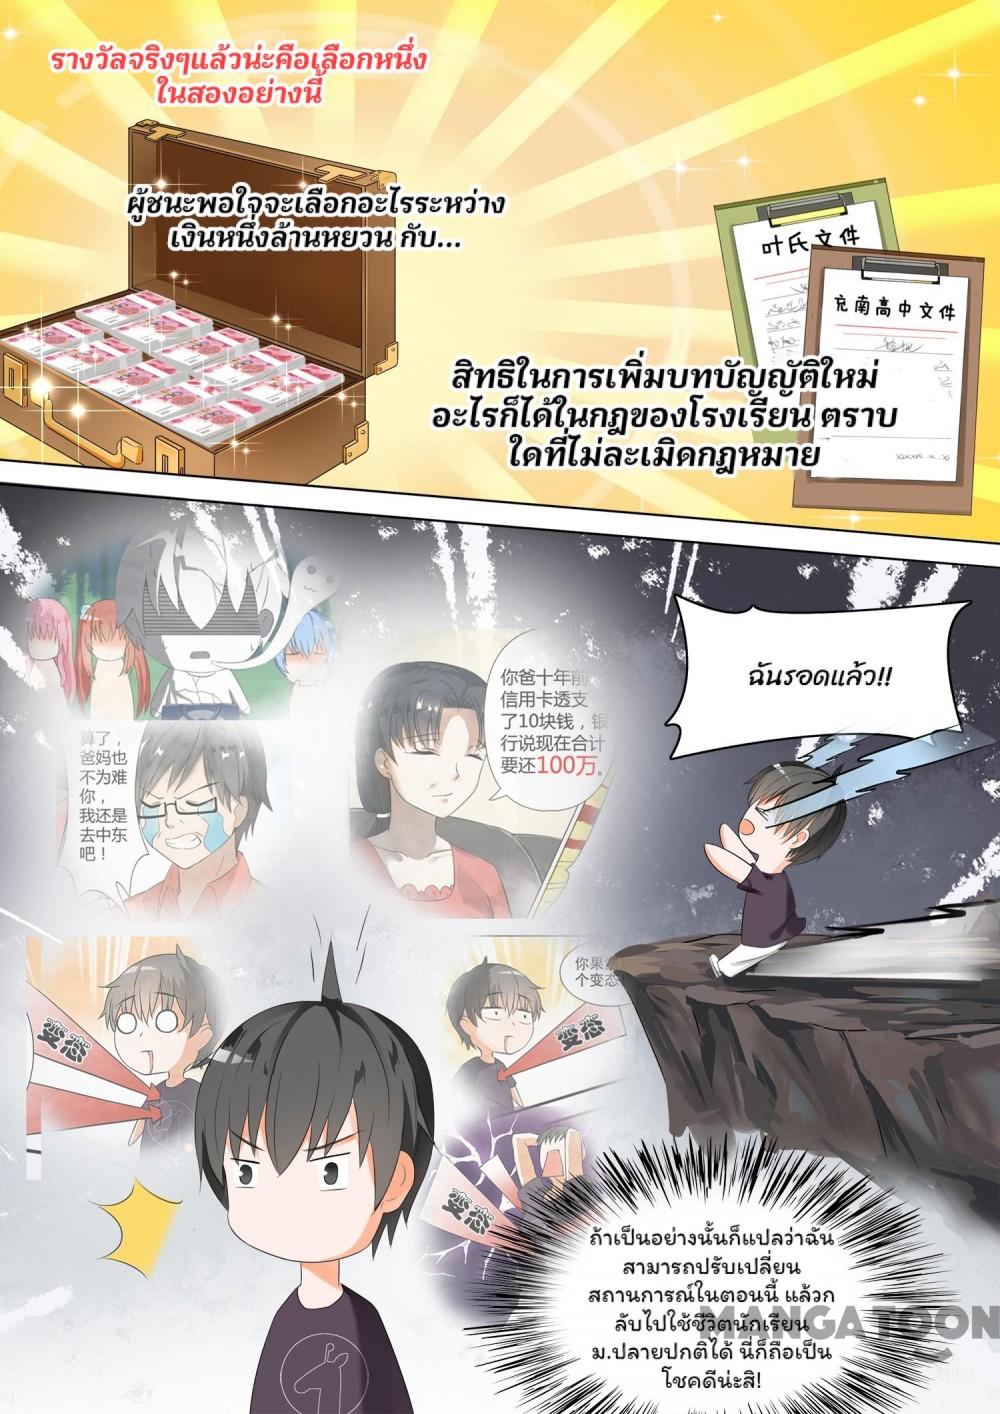 รางวัลจริงๆแล้วน่ะคือเลือกหนึ่ง
ในสองอย่างนี้
ผู้ชนะพอใจจะเลือกอะไรระหว่าง
เงินหนึ่งล้านหยวน กับ...
叶氏文件
充南高中文件
สิทธิในการเพิ่มบทบัญญัติใหม่
อะไรก็ได้ในกฎของโรงเรียน ตราบ
ใดที่ไม่ละเมิดกฎหมาย
ฉันรอดแล้ว!!
你爸十年前
信用卡透支
了10块钱，银
行说现在合计
要还100万。
算了，
爸妈也
不为难
你，
我还是
去中东
吧！
你果然
个变态
变态
变态
变态
ถ้าเป็นอย่างนั้นก็แปลว่าฉัน
สามารถปรับเปลี่ยน
สถานการณ์ในตอนนี้ แล้วก
ลับไปใช้ชีวิตนักเรียน
ม.ปลายปกติได้ นี่ก็ถือเป็น
โชคดีน่ะสิ!
MANGATOON